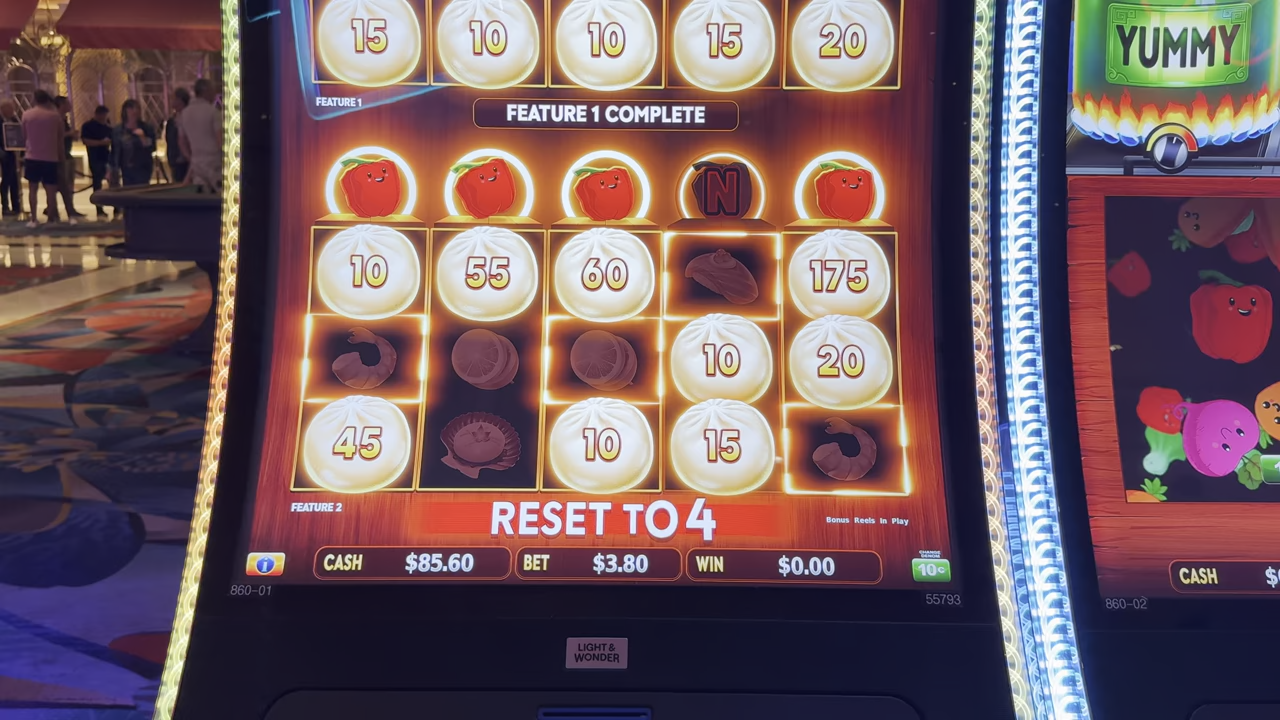 15 10 10 15 20
YUMMY
FEATURE 1
FEATURE 1 COMPLETE
N
10 55 60 175
10 20
45 10 15
FEATURE 2
RESET TO 4
Bonus Reels In Play
CASH $85.60 BET $3.80 WIN $0.00
CHANGE DENOM
10¢
CASH
860-01
55793
860-02
LIGHT &
WONDER